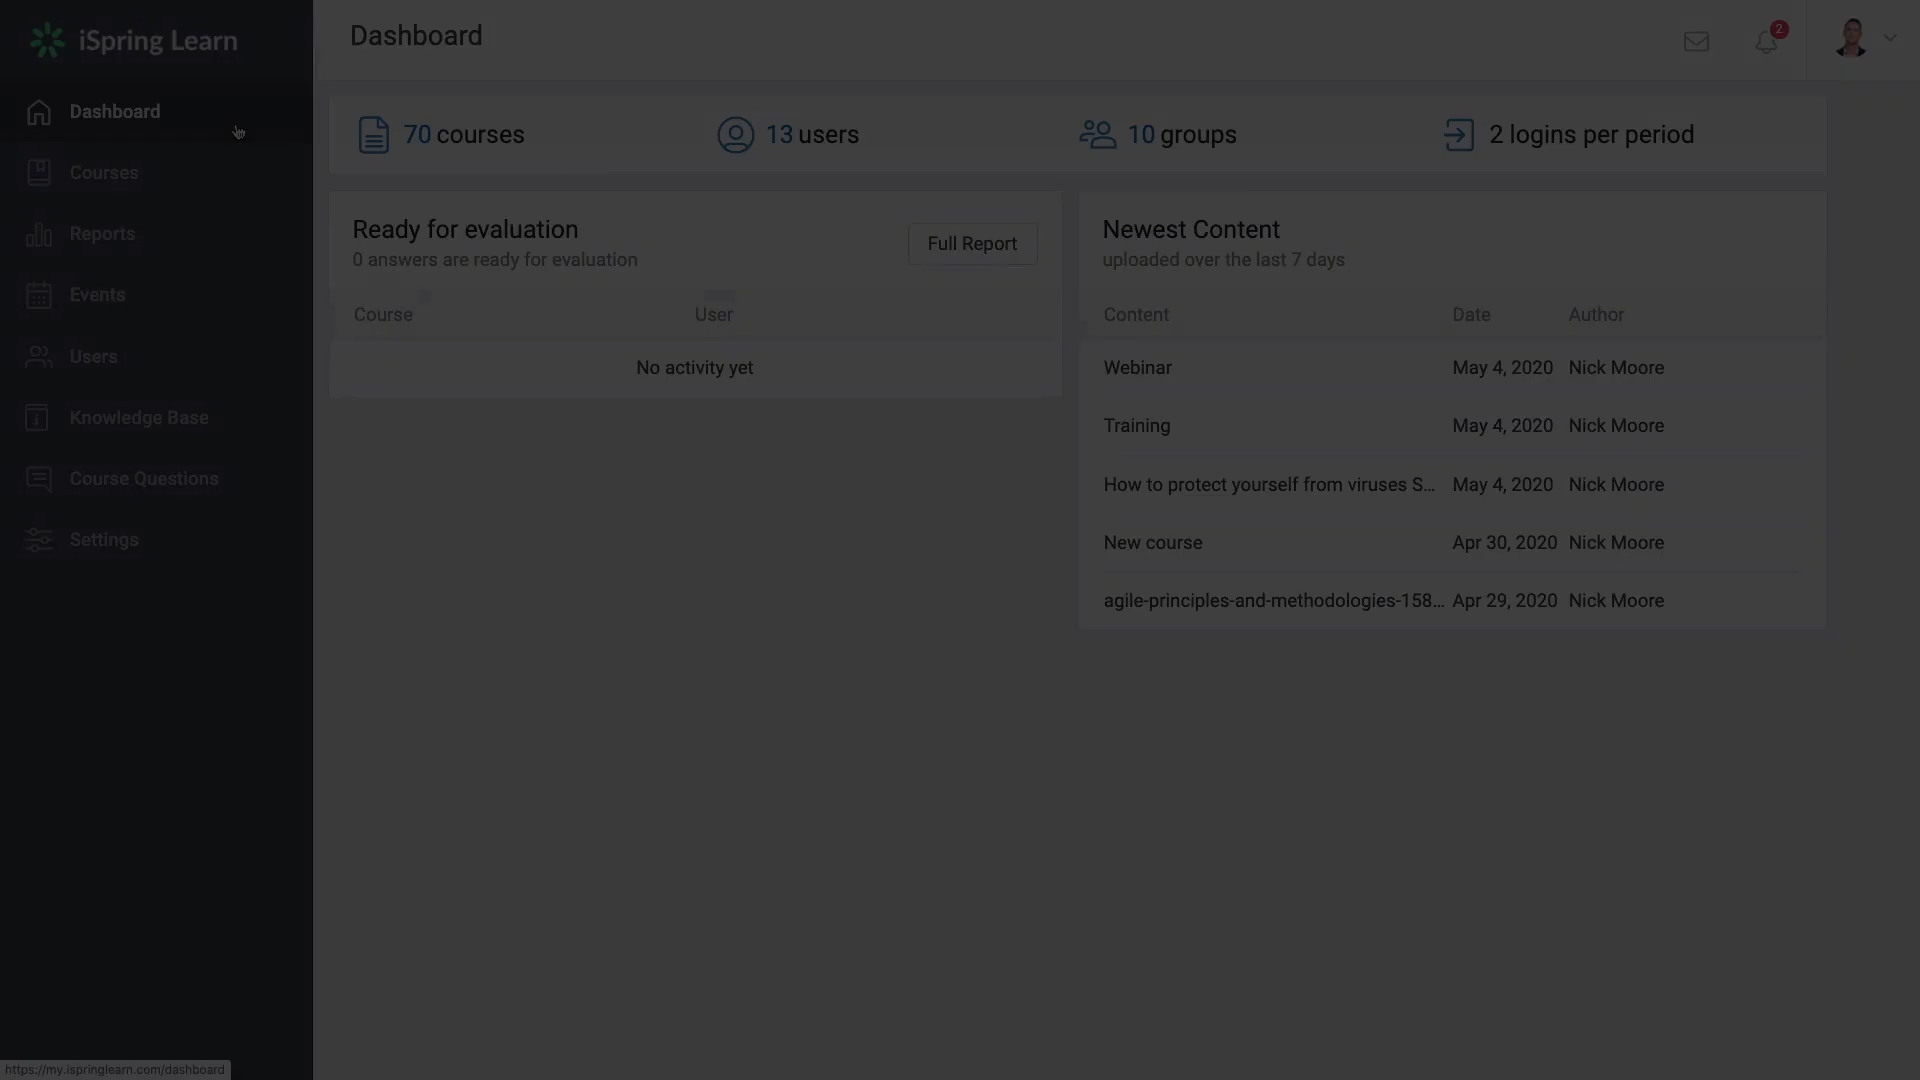 iSpring Learn
Dashboard
2
Dashboard
Courses
Reports
Events
Users
Knowledge Base
Course Questions
Settings
70 courses
13 users
10 groups
2 logins per period
Ready for evaluation
0 answers are ready for evaluation
Full Report
Course User
No activity yet
Newest Content
uploaded over the last 7 days
Content Date Author
Webinar May 4, 2020 Nick Moore
Training May 4, 2020 Nick Moore
How to protect yourself from viruses S... May 4, 2020 Nick Moore
New course Apr 30, 2020 Nick Moore
agile-principles-and-methodologies-158... Apr 29, 2020 Nick Moore
https://my.ispringlearn.com/dashboard